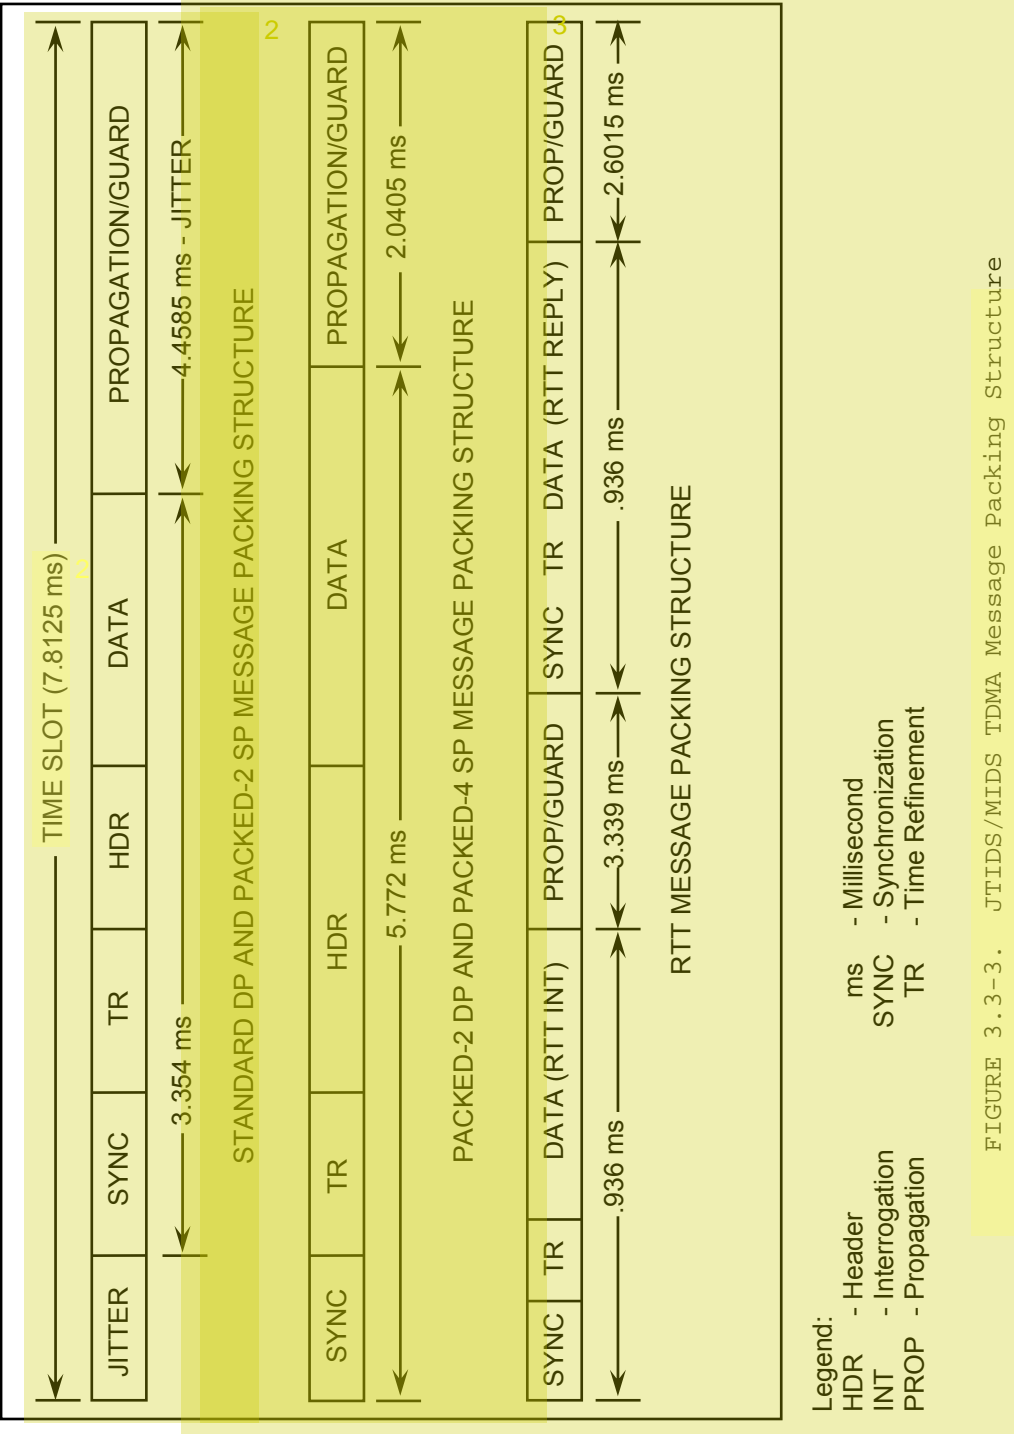 TIME SLOT (7.8125 ms)
JITTER SYNC TR HDR DATA PROPAGATION/GUARD
3.354 ms 4.4585 ms - JITTER
STANDARD DP AND PACKED-2 SP MESSAGE PACKING STRUCTURE
SYNC TR HDR DATA PROPAGATION/GUARD
5.772 ms 2.0405 ms
PACKED-2 DP AND PACKED-4 SP MESSAGE PACKING STRUCTURE
SYNC TR DATA (RTT INT) PROP/GUARD SYNC TR DATA (RTT REPLY) PROP/GUARD
.936 ms 3.339 ms .936 ms 2.6015 ms
RTT MESSAGE PACKING STRUCTURE
Legend:
HDR - Header ms - Millisecond
INT - Interrogation SYNC - Synchronization
PROP - Propagation TR - Time Refinement
FIGURE 3.3-3. JTIDS/MIDS TDMA Message Packing Structure
2
2
3